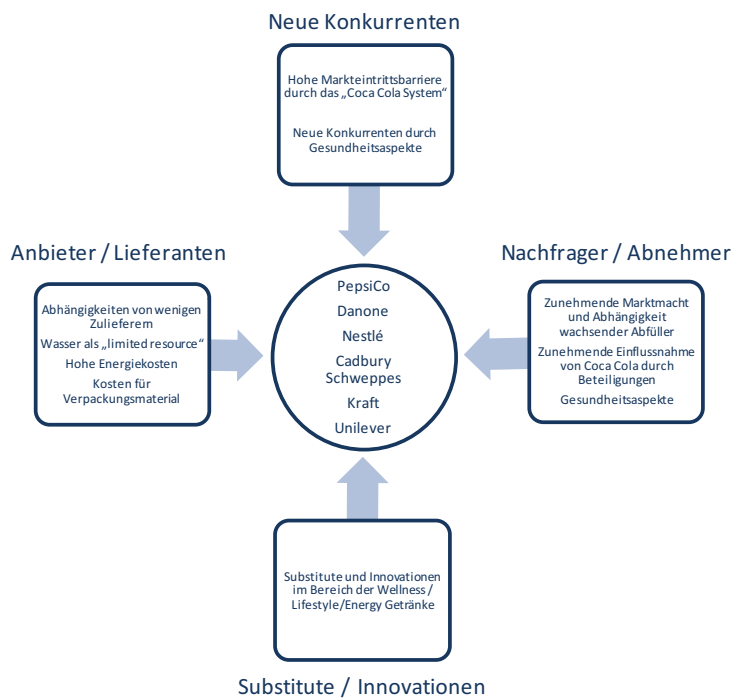 Neue Konkurrenten
Hohe Markteintrittsbarriere
durch das „Coca Cola System“
Neue Konkurrenten durch
Gesundheitsaspekte
Anbieter / Lieferanten
Abhängigkeiten von wenigen
Zulieferern
Wasser als „limited resource“
Hohe Energiekosten
Kosten für
Verpackungsmaterial
PepsiCo
Danone
Nestlé
Cadbury
Schweppes
Kraft
Unilever
Nachfrager / Abnehmer
Zunehmende Marktmacht
und Abhängigkeit
wachsender Abfüller
Zunehmende Einflussnahme
von Coca Cola durch
Beteiligungen
Gesundheitsaspekte
Substitute und Innovationen
im Bereich der Wellness /
Lifestyle/Energy Getränke
Substitute / Innovationen